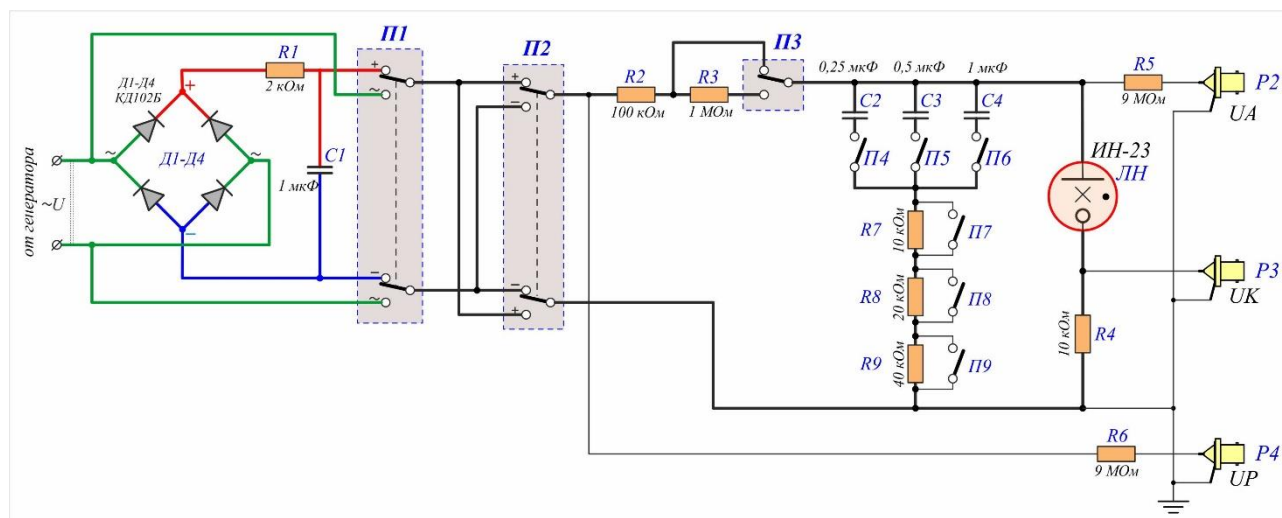 П1
R1
2 кОм
Д1-Д4
КД102Б
+
Д1-Д4
~
~
−
C1
1 мкФ
от генератора
~U
+
~
−
~
П2
+
−
−
+
R2
100 кОм
R3
1 МОм
П3
0,25 мкФ
0,5 мкФ
1 мкФ
C2
C3
C4
П4
П5
П6
R7
10 кОм
П7
R8
20 кОм
П8
R9
40 кОм
П9
ИН-23
ЛН
R4
10 кОм
R5
9 МОм
P2
UA
P3
UK
R6
9 МОм
P4
UP